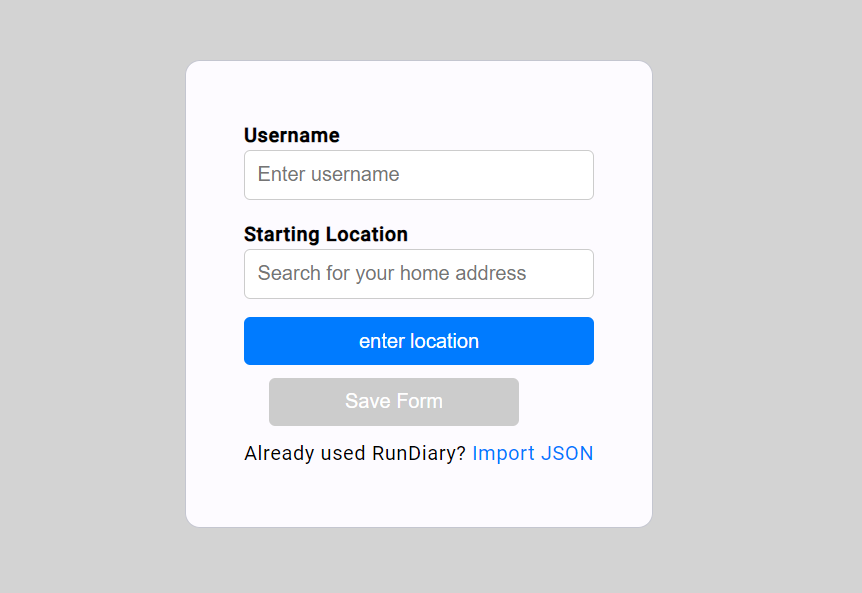 Username
Enter username
Starting Location
Search for your home address
enter location
Save Form
Already used RunDiary? Import JSON